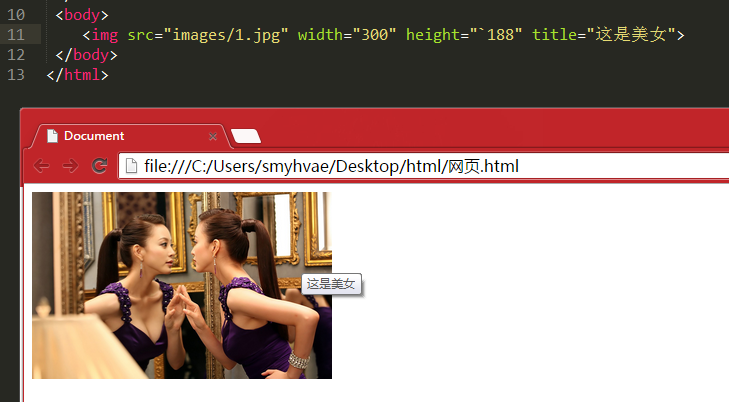 10 <body>
11 <img src="images/1.jpg" width="300" height="`188" title="这是美女">
12 </body>
13 </html>
Document
file:///C:/Users/smyhvae/Desktop/html/网页.html
这是美女